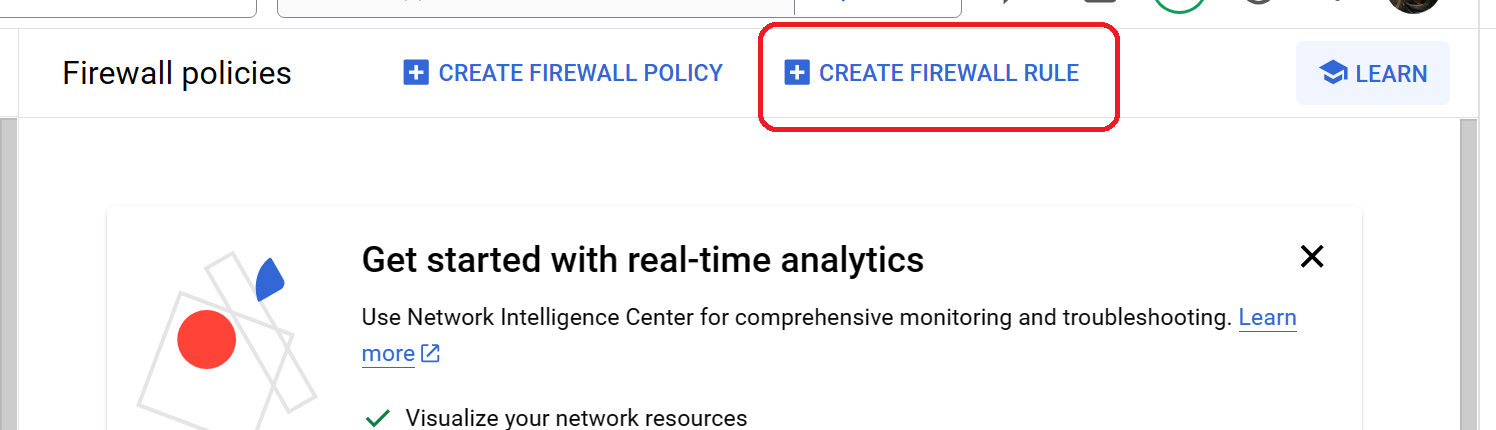 Firewall policies
CREATE FIREWALL POLICY
CREATE FIREWALL RULE
LEARN
Get started with real-time analytics
Use Network Intelligence Center for comprehensive monitoring and troubleshooting. Learn
more
Visualize your network resources